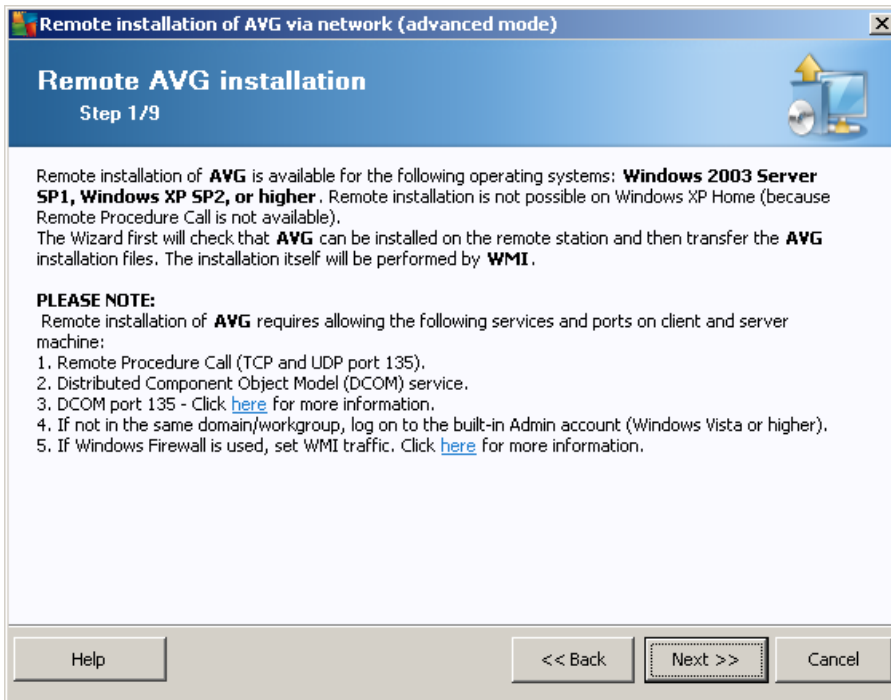 Remote installation of AVG via network (advanced mode)
Remote AVG installation
Step 1/9
Remote installation of AVG is available for the following operating systems: Windows 2003 Server
SP1, Windows XP SP2, or higher. Remote installation is not possible on Windows XP Home (because
Remote Procedure Call is not available).
The Wizard first will check that AVG can be installed on the remote station and then transfer the AVG
installation files. The installation itself will be performed by WMI.
PLEASE NOTE:
Remote installation of AVG requires allowing the following services and ports on client and server
machine:
1. Remote Procedure Call (TCP and UDP port 135).
2. Distributed Component Object Model (DCOM) service.
3. DCOM port 135 - Click here for more information.
4. If not in the same domain/workgroup, log on to the built-in Admin account (Windows Vista or higher).
5. If Windows Firewall is used, set WMI traffic. Click here for more information.
Help
<< Back
Next >>
Cancel